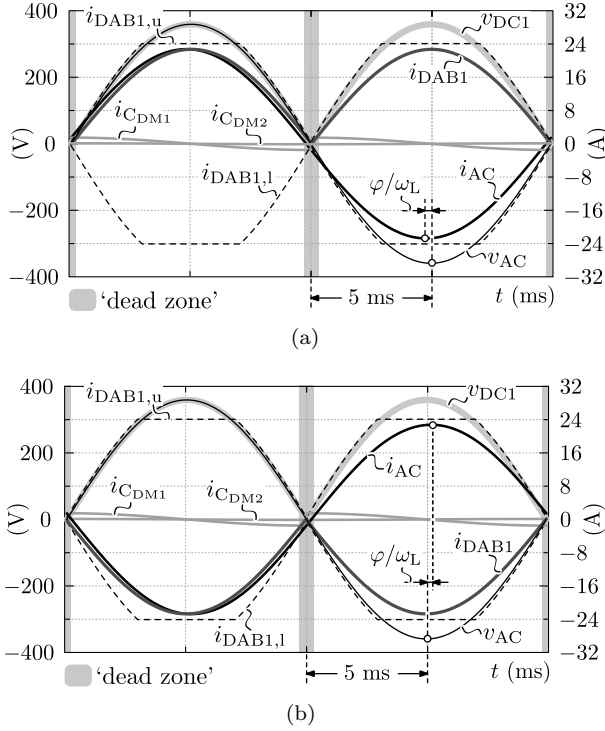 400 32
i_DAB1,u v_DC1
24
200 i_DAB1 16
i_CDM1 i_CDM2 8
(V) 0 0 (A)
i_DAB1,l φ/ω_L i_AC −8
−200 −16
−24
v_AC
−400 −32
'dead zone' 5 ms t (ms)
(a)
400 32
i_DAB1,u v_DC1
24
200 i_AC 16
i_CDM1 i_CDM2 8
(V) 0 0 (A)
φ/ω_L i_DAB1 −8
−200 −16
i_DAB1,l v_AC −24
−400 −32
'dead zone' 5 ms t (ms)
(b)